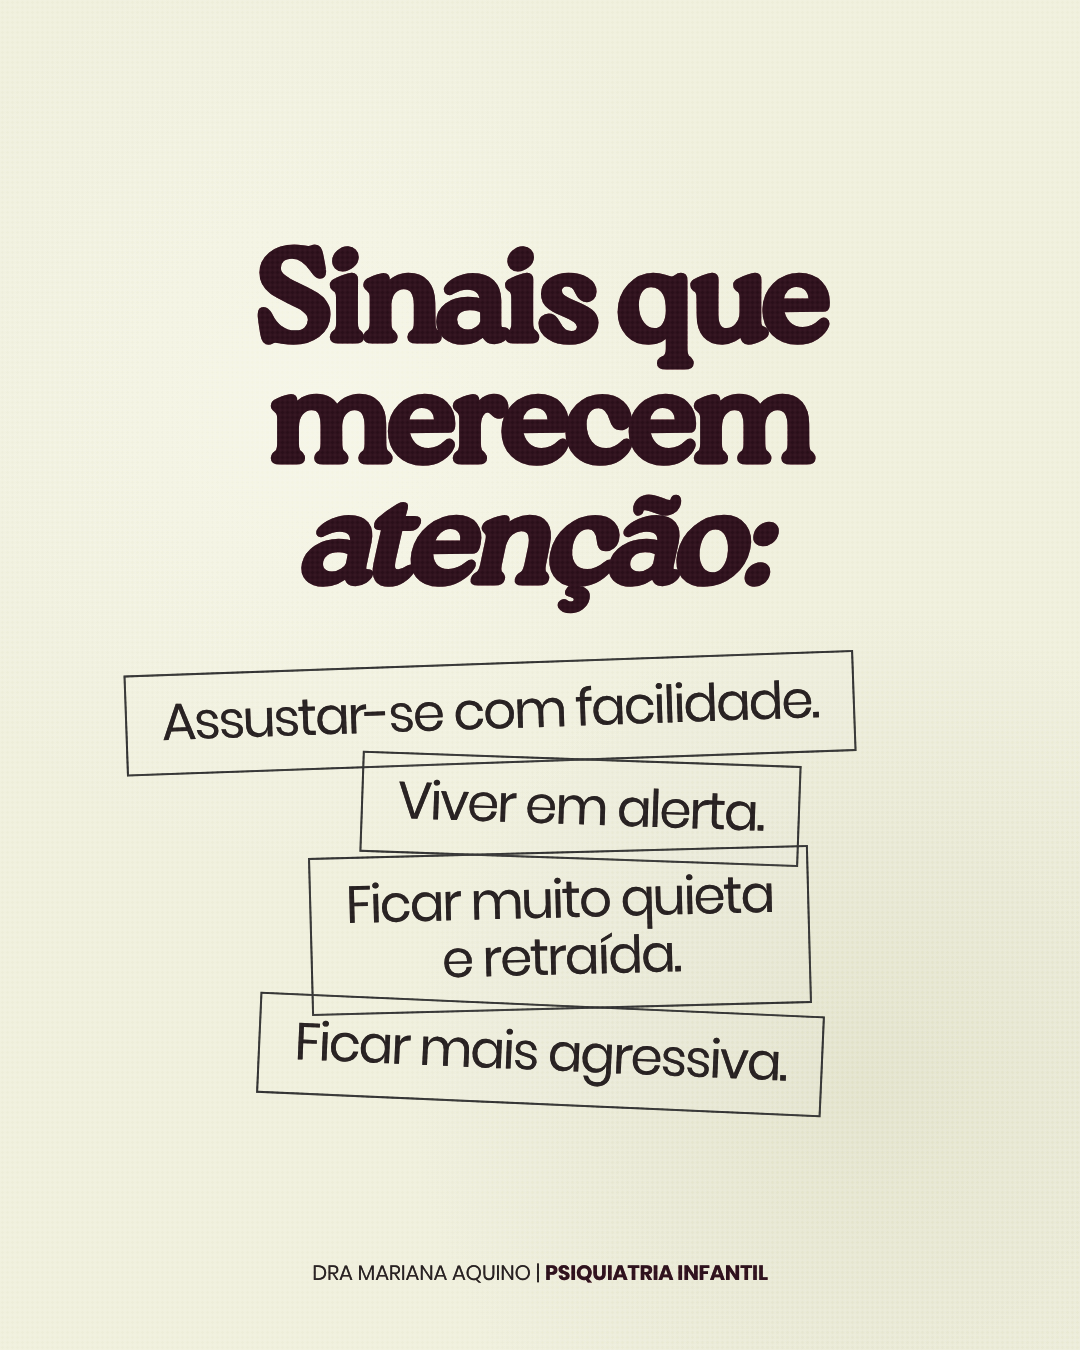 Sinais que
merecem
atenção:
Assustar-se com facilidade.
Viver em alerta.
Ficar muito quieta
e retraída.
Ficar mais agressiva.
DRA MARIANA AQUINO | PSIQUIATRIA INFANTIL